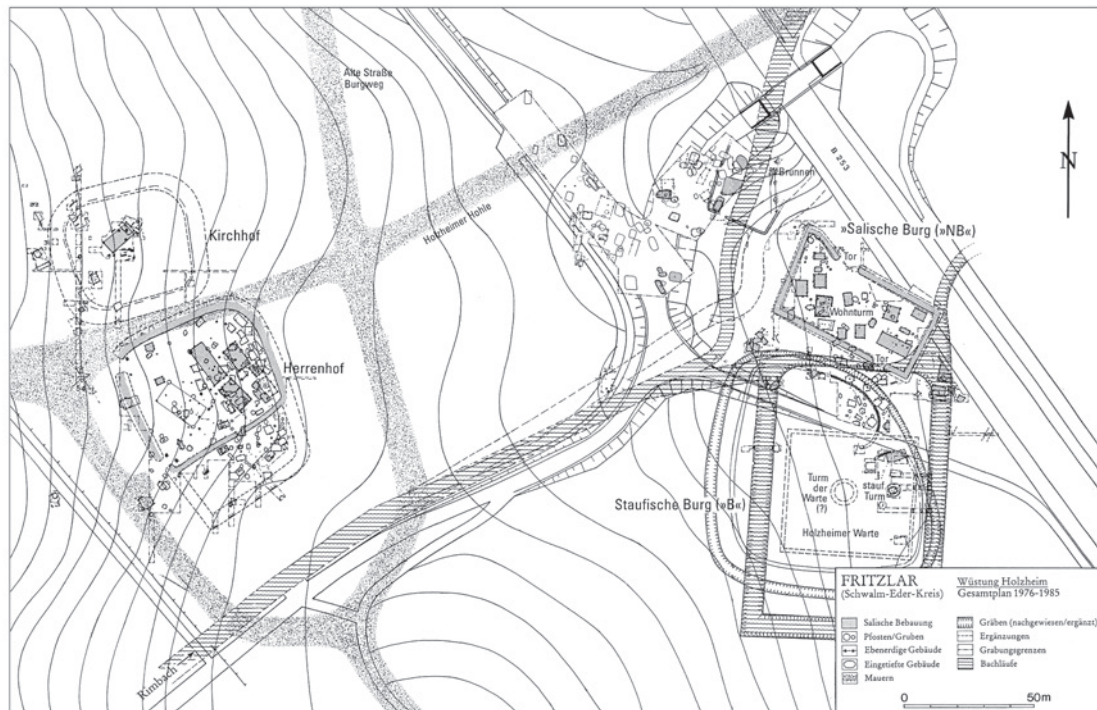 Alte Straße
Burgweg
N
B 253
Brunnen
Kirchhof
Holzheimer Hohle
»Salische Burg (»NB«)
Tor
Wohnturm
Herrenhof
Tor
Turm
der
Warte
(?)
stauf.
Turm
Staufische Burg (»B«)
Holzheimer Warte
Rimbach
FRITZLAR
(Schwalm-Eder-Kreis)
Wüstung Holzheim
Gesamtplan 1976-1985
Salische Bebauung
Pfosten/Gruben
Ebenerdige Gebäude
Eingstiefte Gebäude
Mauern
Gräben (nachgewiesen/ergänzt)
Ergänzungen
Grabungsgrenzen
Bachläufe
0 50m